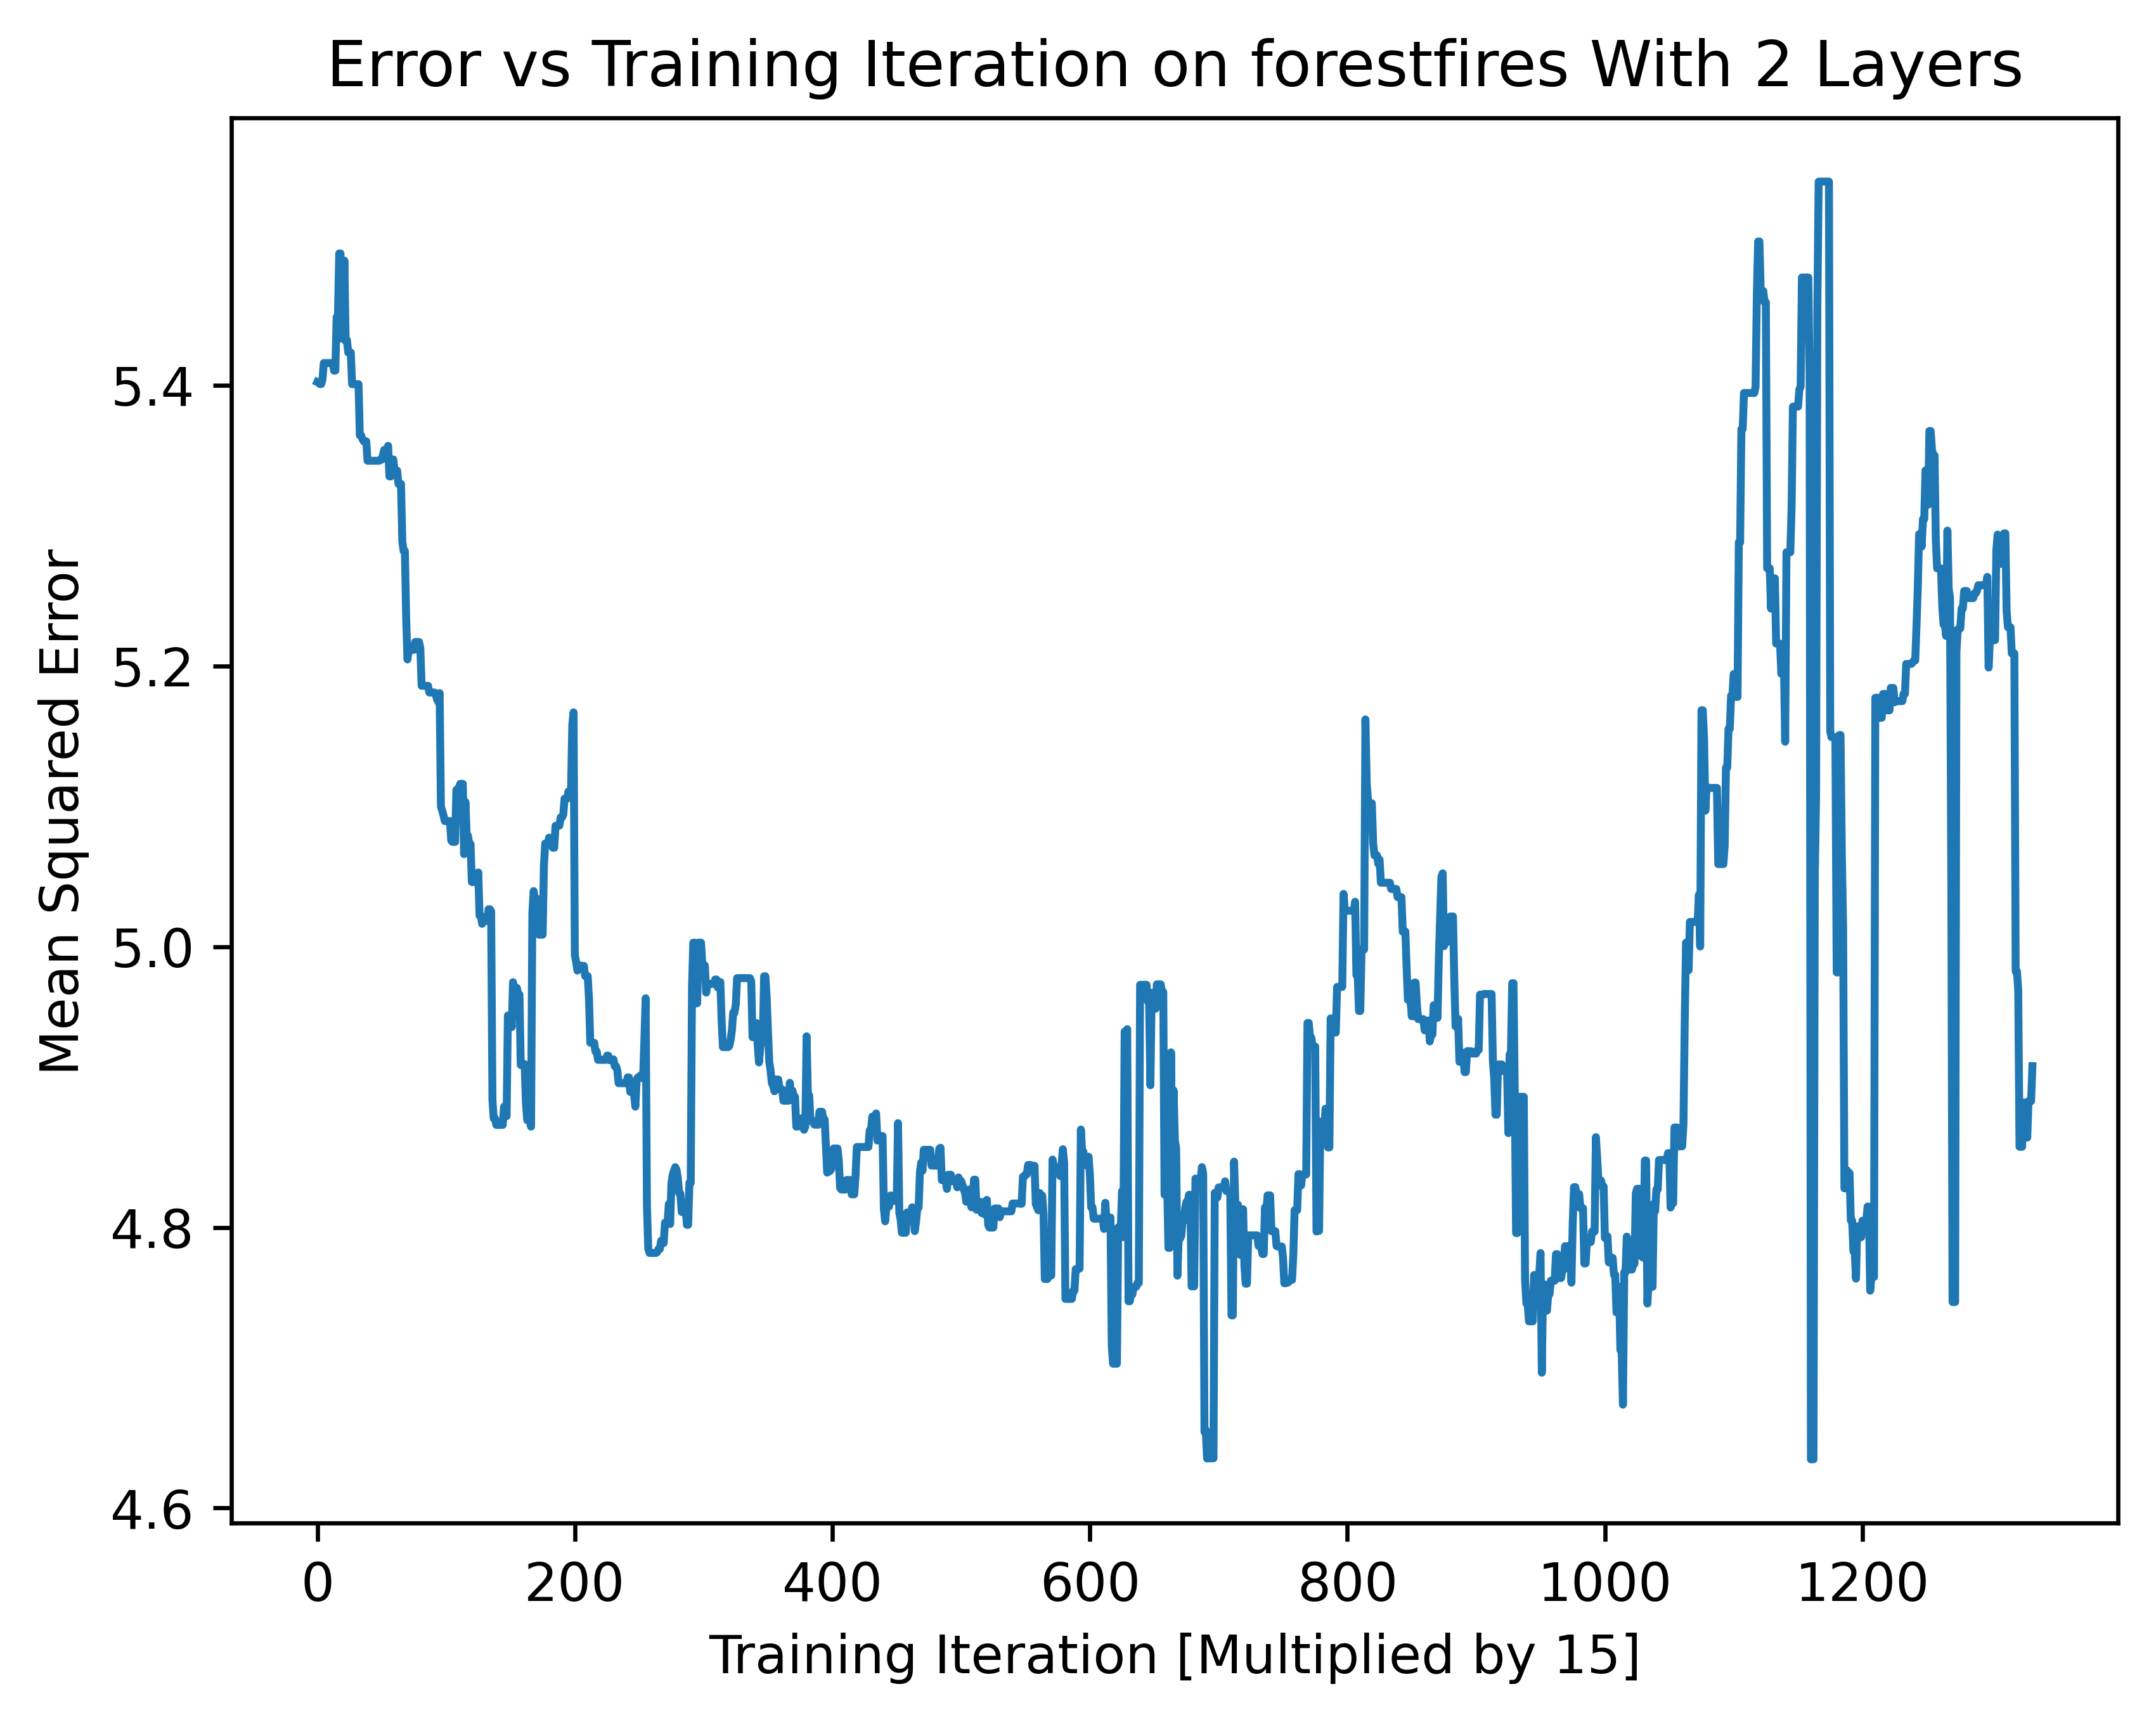 Error vs Training Iteration on forestfires With 2 Layers
Mean Squared Error
5.4
5.2
5.0
4.8
4.6
0 200 400 600 800 1000 1200
Training Iteration [Multiplied by 15]